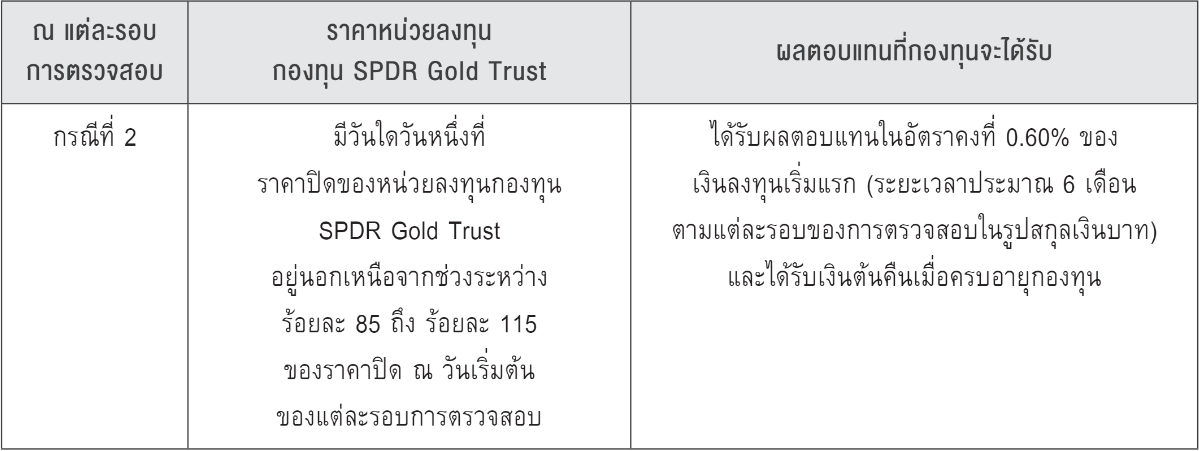 ณ แต่ละรอบ
การตรวจสอบ
ราคาหน่วยลงทุน
กองทุน SPDR Gold Trust
ผลตอบแทนที่กองทุนจะได้รับ
กรณีที่ 2
มีวันใดวันหนึ่งที่
ราคาปิดของหน่วยลงทุนกองทุน
SPDR Gold Trust
อยู่นอกเหนือจากช่วงระหว่าง
ร้อยละ 85 ถึง ร้อยละ 115
ของราคาปิด ณ วันเริ่มต้น
ของแต่ละรอบการตรวจสอบ
ได้รับผลตอบแทนในอัตราคงที่ 0.60% ของ
เงินลงทุนเริ่มแรก (ระยะเวลาประมาณ 6 เดือน
ตามแต่ละรอบของการตรวจสอบในรูปสกุลเงินบาท)
และได้รับเงินต้นคืนเมื่อครบอายุกองทุน